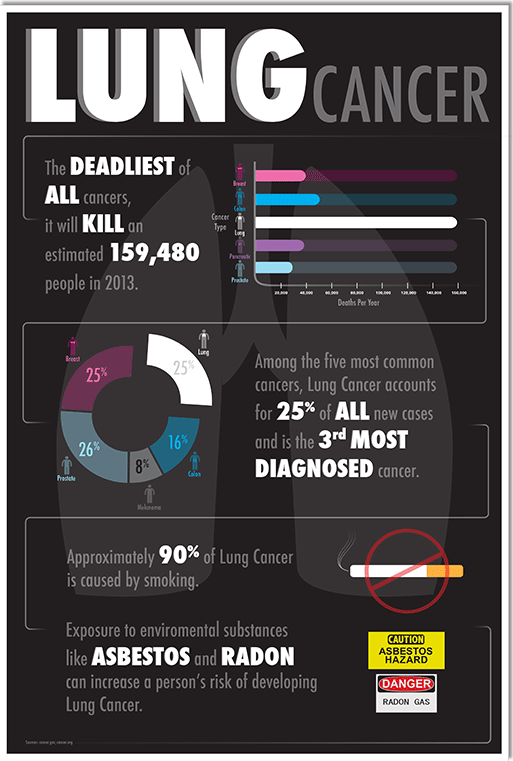 LUNG CANCER
The DEADLIEST of
ALL cancers,
it will KILL an
estimated 159,480
people in 2013.
Cancer
Type
Breast
Colon
Lung
Pancreatic
Prostate
20,000 40,000 60,000 80,000 100,000 120,000 140,000 160,000
Deaths Per Year
Breast
25%
Lung
25%
Prostate
26%
Melanoma
8%
Colon
16%
Among the five most common
cancers, Lung Cancer accounts
for 25% of ALL new cases
and is the 3rd MOST
DIAGNOSED cancer.
Approximately 90% of Lung Cancer
is caused by smoking.
Exposure to enviromental substances
like ASBESTOS and RADON
can increase a person's risk of developing
Lung Cancer.
CAUTION
ASBESTOS
HAZARD
DANGER
RADON GAS
Sources: cancer.gov, cancer.org